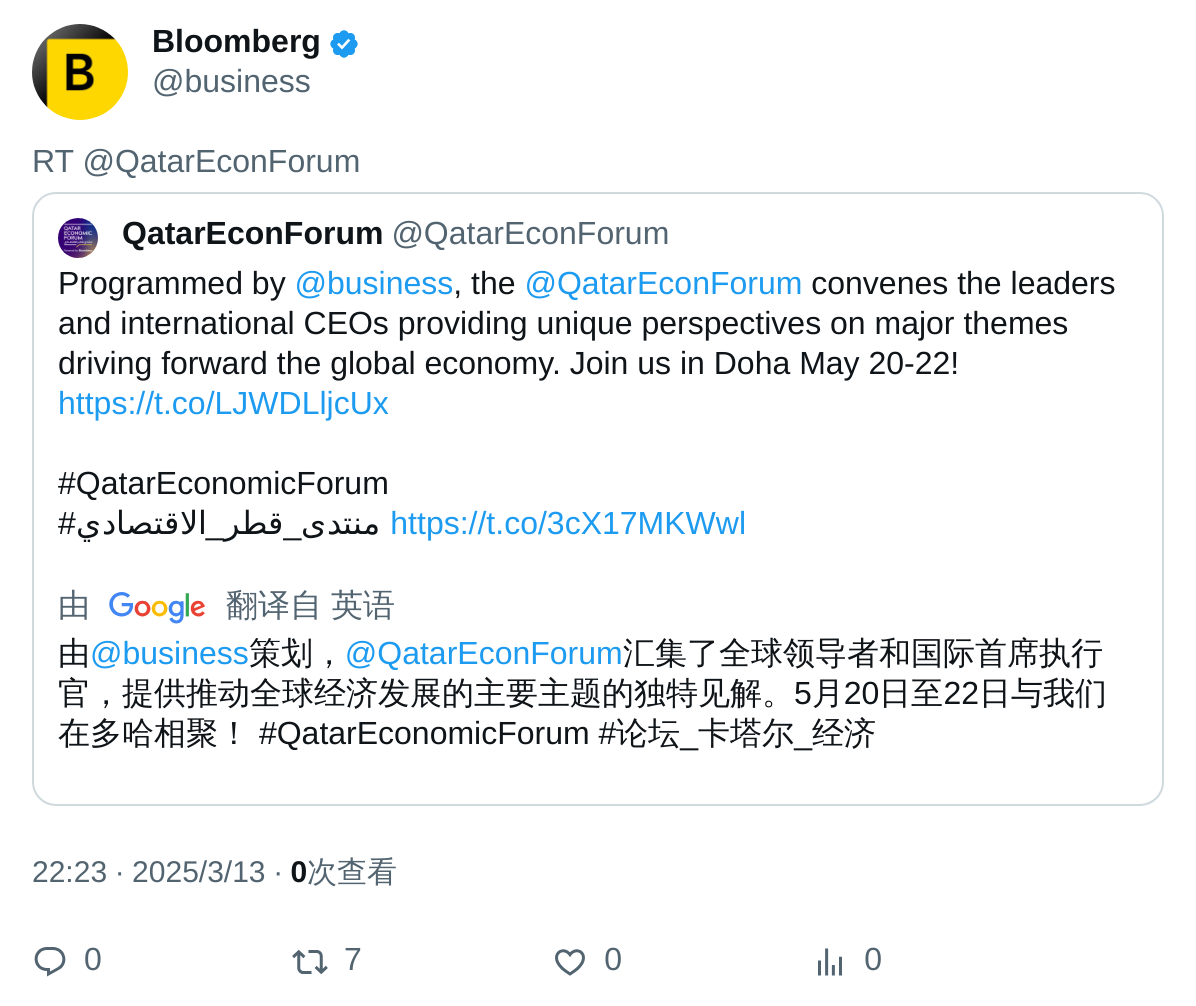 B
Bloomberg
@business
RT @QatarEconForum
QATAR
ECONOMIC
FORUM
QatarEconForum @QatarEconForum
Programmed by @business, the @QatarEconForum convenes the leaders
and international CEOs providing unique perspectives on major themes
driving forward the global economy. Join us in Doha May 20-22!
https://t.co/LJWDLljcUx
#QatarEconomicForum
#منتدى_قطر_الاقتصادي https://t.co/3cX17MKWwl
由 Google 翻译自 英语
由@business策划，@QatarEconForum汇集了全球领导者和国际首席执行
官，提供推动全球经济发展的主要主题的独特见解。5月20日至22日与我们
在多哈相聚！ #QatarEconomicForum #论坛_卡塔尔_经济
22:23 · 2025/3/13 · 0次查看
0 7 0 0